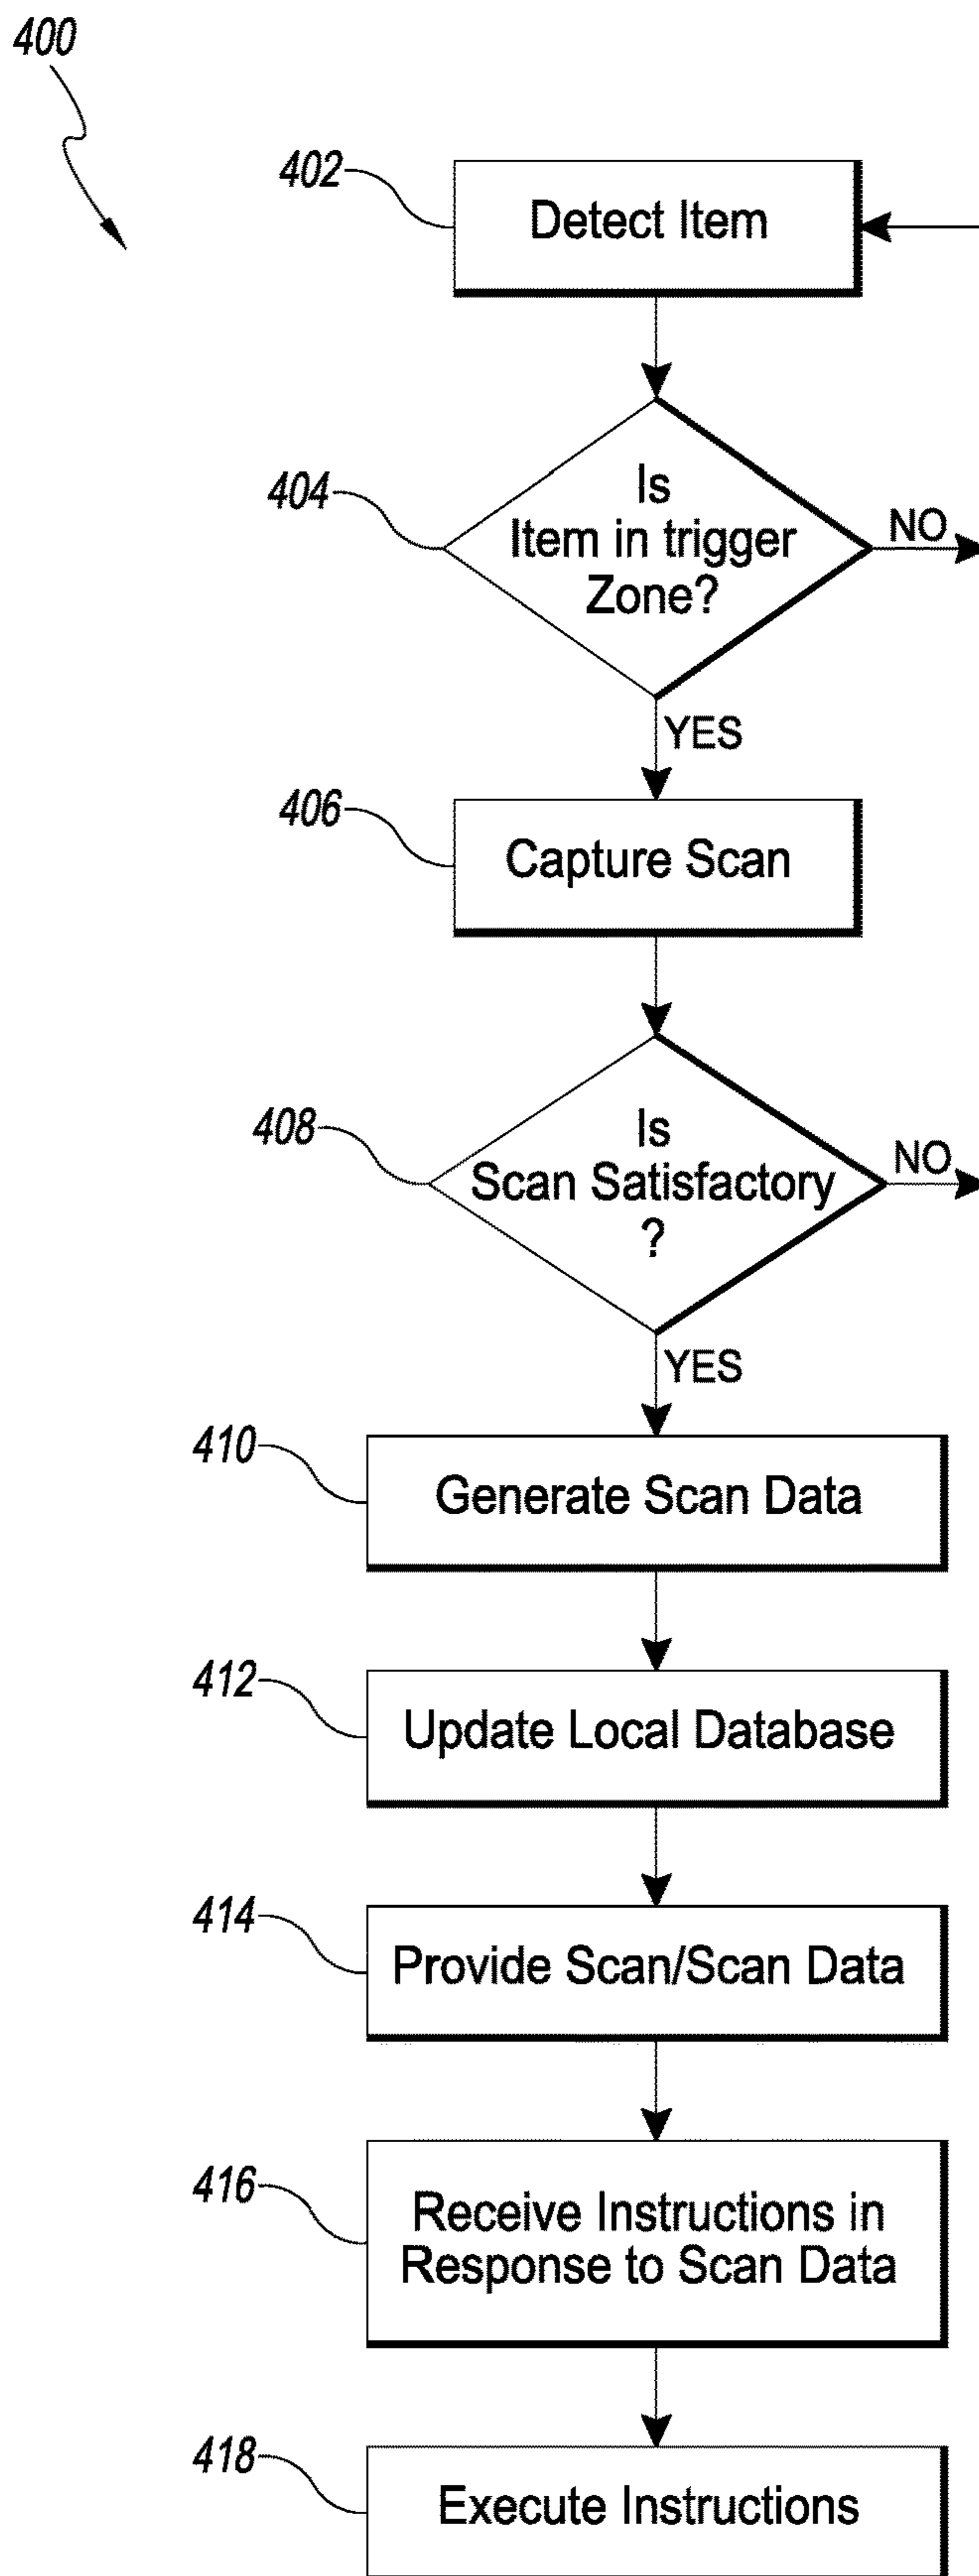 400
402
Detect Item
404
Is
Item in trigger
Zone?
NO
YES
406
Capture Scan
408
Is
Scan Satisfactory
?
NO
YES
410
Generate Scan Data
412
Update Local Database
414
Provide Scan/Scan Data
416
Receive Instructions in
Response to Scan Data
418
Execute Instructions